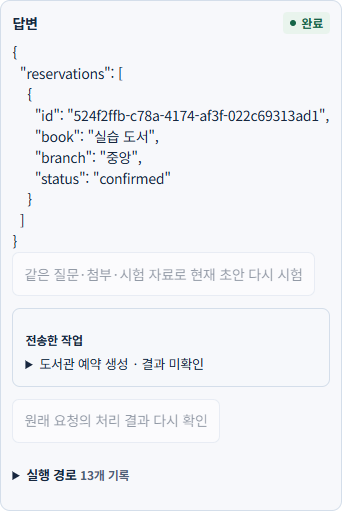 답변
● 완료
{
"reservations": [
{
"id": "524f2ffb-c78a-4174-af3f-022c69313ad1",
"book": "실습 도서",
"branch": "중앙",
"status": "confirmed"
}
]
}
같은 질문·첨부·시험 자료로 현재 초안 다시 시험
전송한 작업
▶ 도서관 예약 생성 · 결과 미확인
원래 요청의 처리 결과 다시 확인
▶ 실행 경로 13개 기록